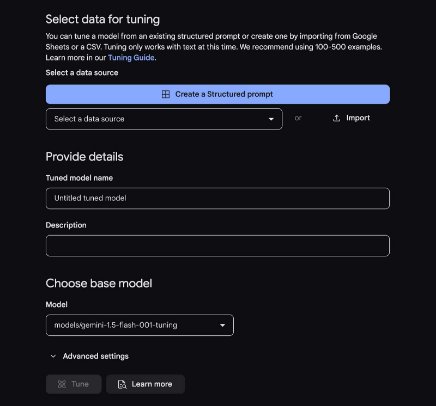 Select data for tuning
You can tune a model from an existing structured prompt or create one by importing from Google
Sheets or a CSV. Tuning only works with text at this time. We recommend using 100-500 examples.
Learn more in our Tuning Guide.
Select a data source
Create a Structured prompt
Select a data source or Import
Provide details
Tuned model name
Untitled tuned model
Description
Choose base model
Model
models/gemini-1.5-flash-001-tuning
Advanced settings
Tune Learn more